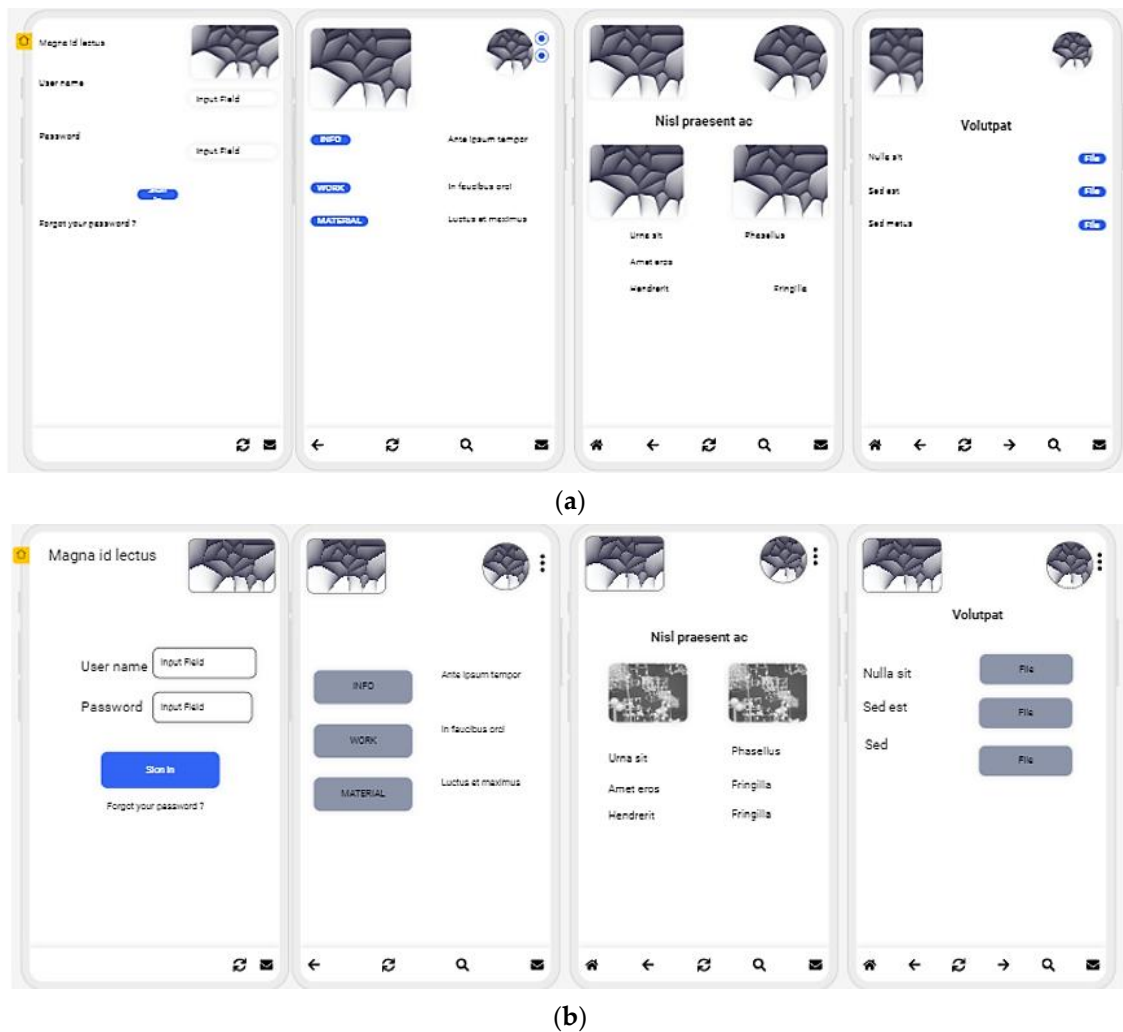 Magna id lectus
User name
Input Field
Password
Input Field
Sign in
Forgot your password ?
INFO
Ante ipsum tempor
WORK
In faucibus orci
MATERIAL
Luctus et maximus
Nisl praesent ac
Urna sit
Phasellus
Amet eros
Hendrerit
Fringilla
Volutpat
Nulla sit
File
Sed est
File
Sed metus
File
(a)
Magna id lectus
User name
Input Field
Password
Input Field
Sign in
Forgot your password ?
INFO
Ante ipsum tempor
WORK
In faucibus orci
MATERIAL
Luctus et maximus
Nisl praesent ac
Urna sit
Phasellus
Amet eros
Fringilla
Hendrerit
Fringilla
Volutpat
Nulla sit
File
Sed est
File
Sed
File
(b)